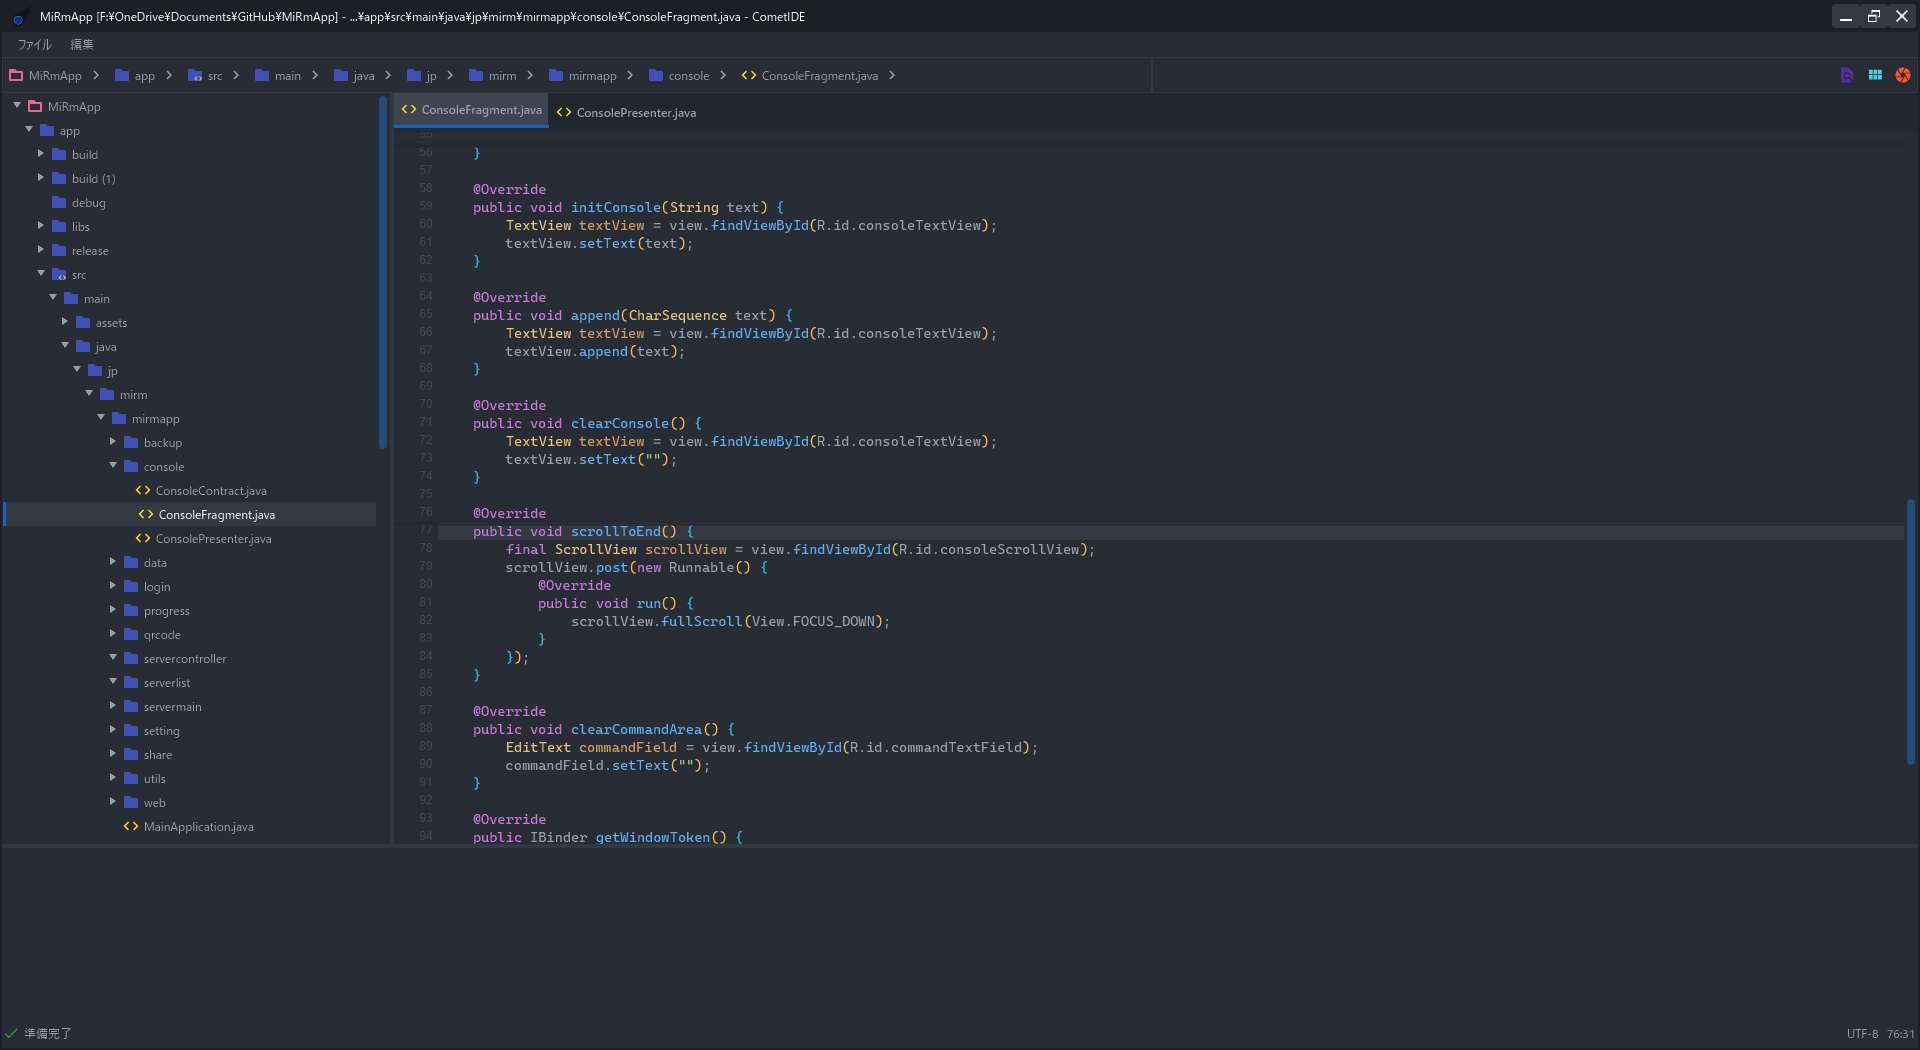 MiRmApp [F:¥OneDrive¥Documents¥GitHub¥MiRmApp] - ...¥app¥src¥main¥java¥jp¥mirm¥mirmapp¥console¥ConsoleFragment.java - CometIDE
ファイル 編集
MiRmApp app src main java jp mirm mirmapp console ConsoleFragment.java
MiRmApp
app
build
build (1)
debug
libs
release
src
main
assets
java
jp
mirm
mirmapp
backup
console
ConsoleContract.java
ConsoleFragment.java
ConsolePresenter.java
data
login
progress
qrcode
servercontroller
serverlist
servermain
setting
share
utils
web
MainApplication.java
ConsoleFragment.java ConsolePresenter.java
55
56 }
57
58 @Override
59 public void initConsole(String text) {
60 TextView textView = view.findViewById(R.id.consoleTextView);
61 textView.setText(text);
62 }
63
64 @Override
65 public void append(CharSequence text) {
66 TextView textView = view.findViewById(R.id.consoleTextView);
67 textView.append(text);
68 }
69
70 @Override
71 public void clearConsole() {
72 TextView textView = view.findViewById(R.id.consoleTextView);
73 textView.setText("");
74 }
75
76 @Override
77 public void scrollToEnd() {
78 final ScrollView scrollView = view.findViewById(R.id.consoleScrollView);
79 scrollView.post(new Runnable() {
80 @Override
81 public void run() {
82 scrollView.fullScroll(View.FOCUS_DOWN);
83 }
84 });
85 }
86
87 @Override
88 public void clearCommandArea() {
89 EditText commandField = view.findViewById(R.id.commandTextField);
90 commandField.setText("");
91 }
92
93 @Override
94 public IBinder getWindowToken() {
準備完了
UTF-8 76:31